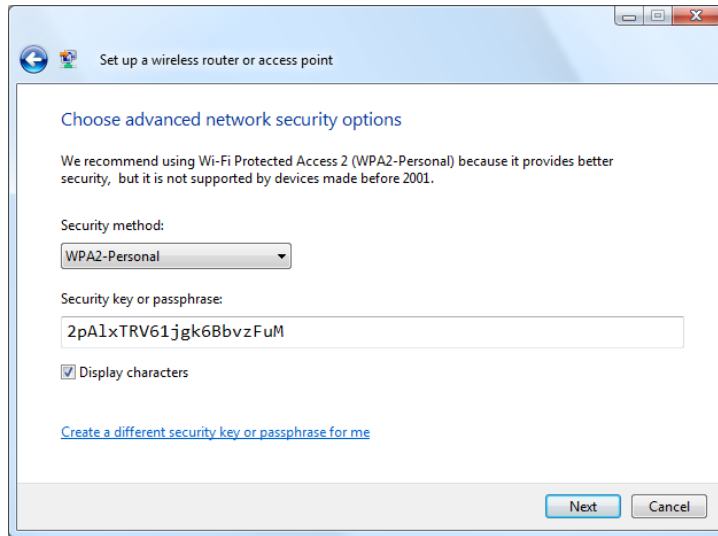 Set up a wireless router or access point
Choose advanced network security options
We recommend using Wi-Fi Protected Access 2 (WPA2-Personal) because it provides better
security, but it is not supported by devices made before 2001.
Security method:
WPA2-Personal
Security key or passphrase:
2pAlxTRV61jgk6BbvzFuM
Display characters
Create a different security key or passphrase for me
Next
Cancel